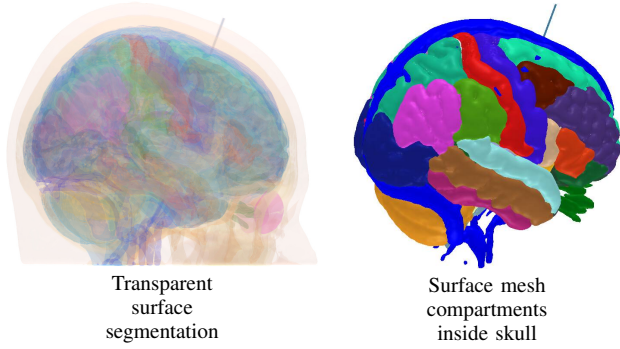 Transparent
surface
segmentation
Surface mesh
compartments
inside skull